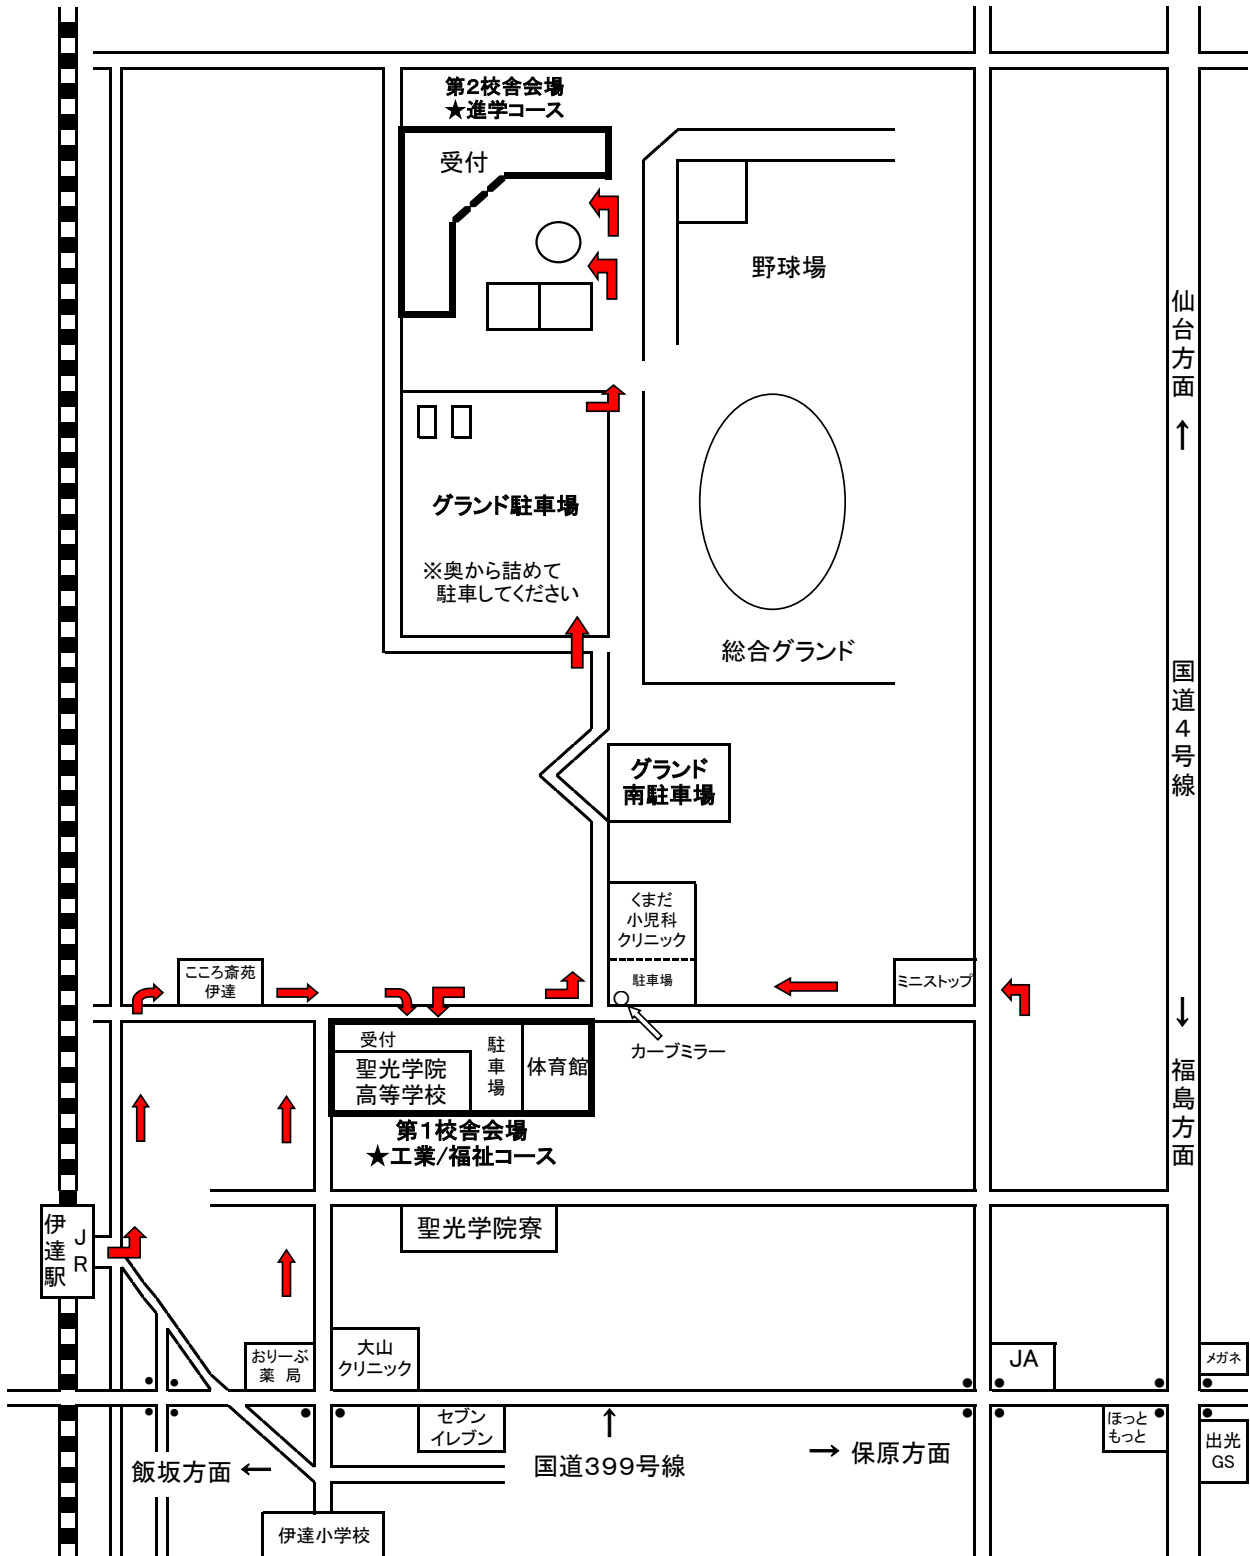 第2校舎会場
★進学コース
受付
野球場
仙台方面
↑
グランド駐車場
※奥から詰めて
駐車してください
総合グランド
国道4号線
グランド
南駐車場
くまだ
小児科
クリニック
駐車場
こころ斎苑
伊達
ミニストップ
↓
福島方面
カーブミラー
受付
聖光学院
高等学校
駐車場
体育館
第1校舎会場
★工業/福祉コース
聖光学院寮
JR
伊達駅
おりーぶ
薬 局
大山
クリニック
JA
メガネ
セブン
イレブン
ほっと
もっと
出光
GS
飯坂方面 ←
↑
国道399号線
→ 保原方面
伊達小学校